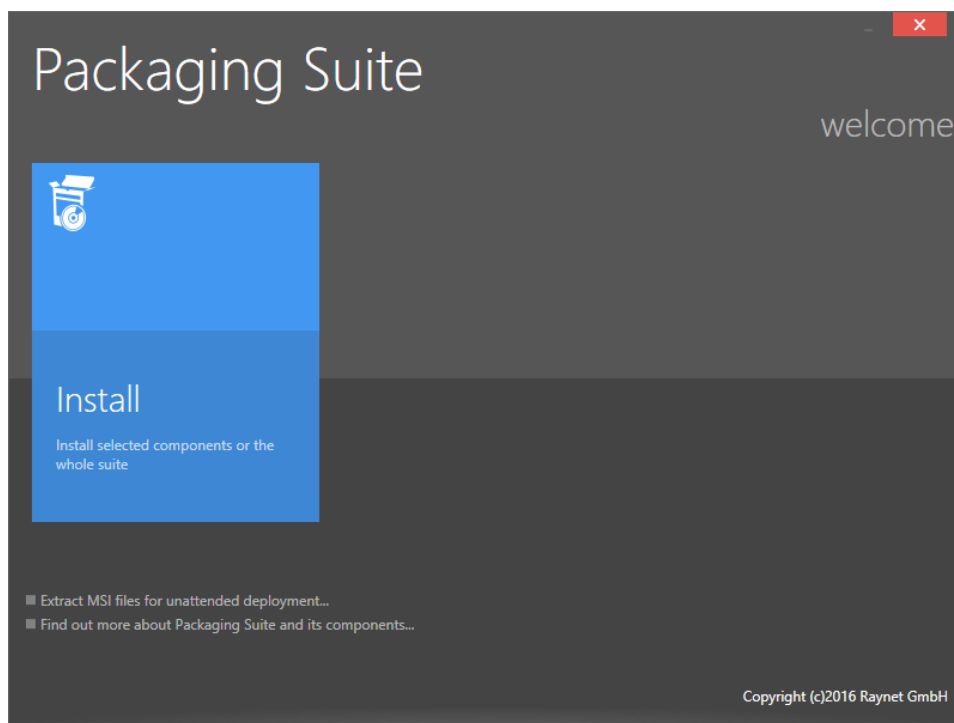 Packaging Suite
welcome
Install
Install selected components or the
whole suite
Extract MSI files for unattended deployment...
Find out more about Packaging Suite and its components...
Copyright (c)2016 Raynet GmbH